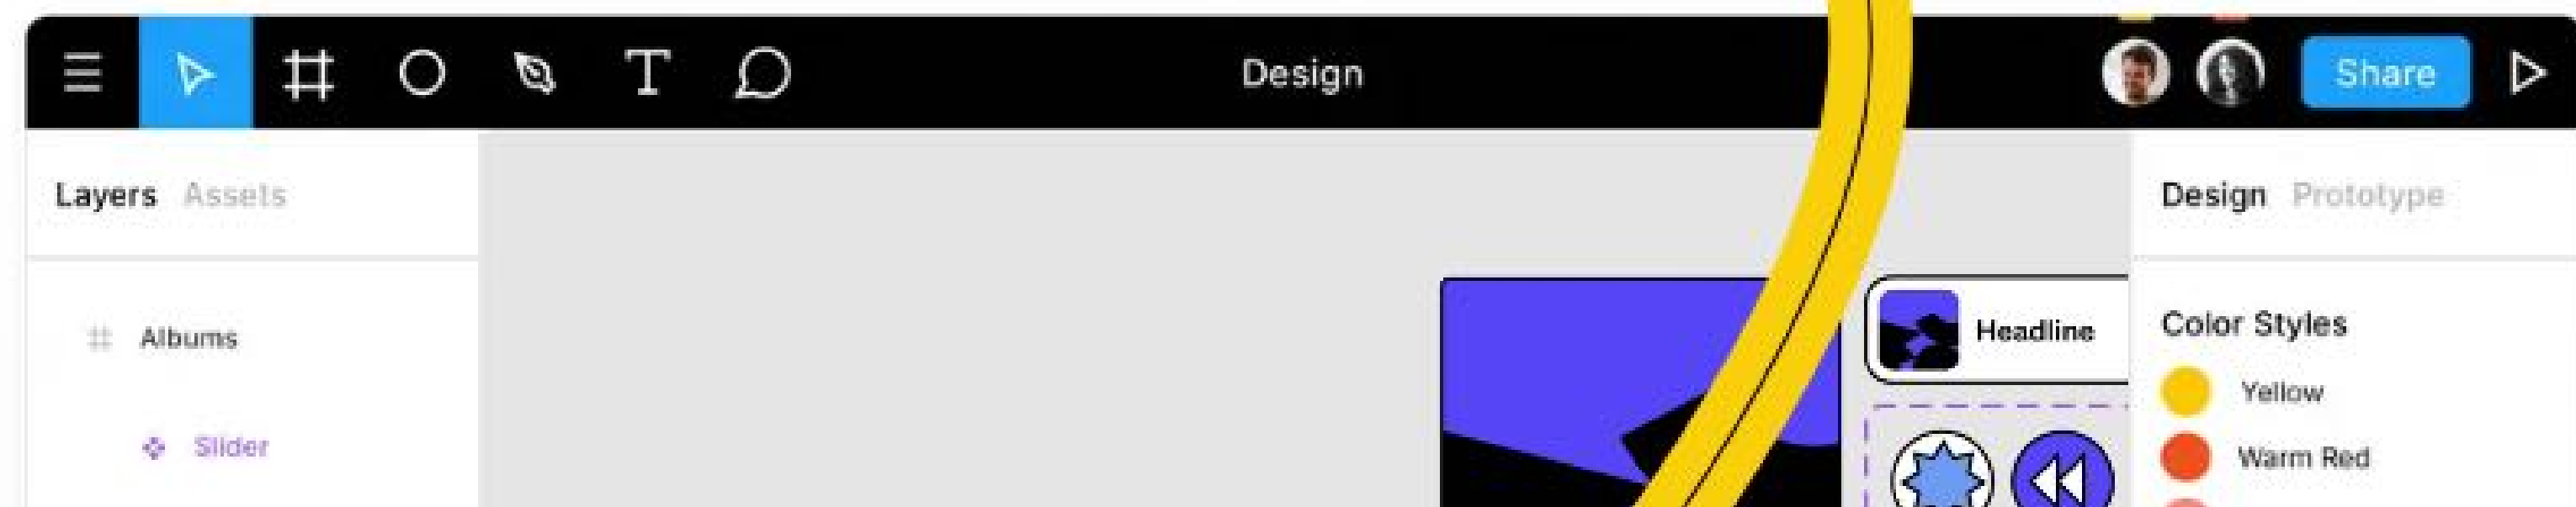 T Design Share
Layers Assets
Design Prototype
Albums
Slider
Headline
Color Styles
Yellow
Warm Red